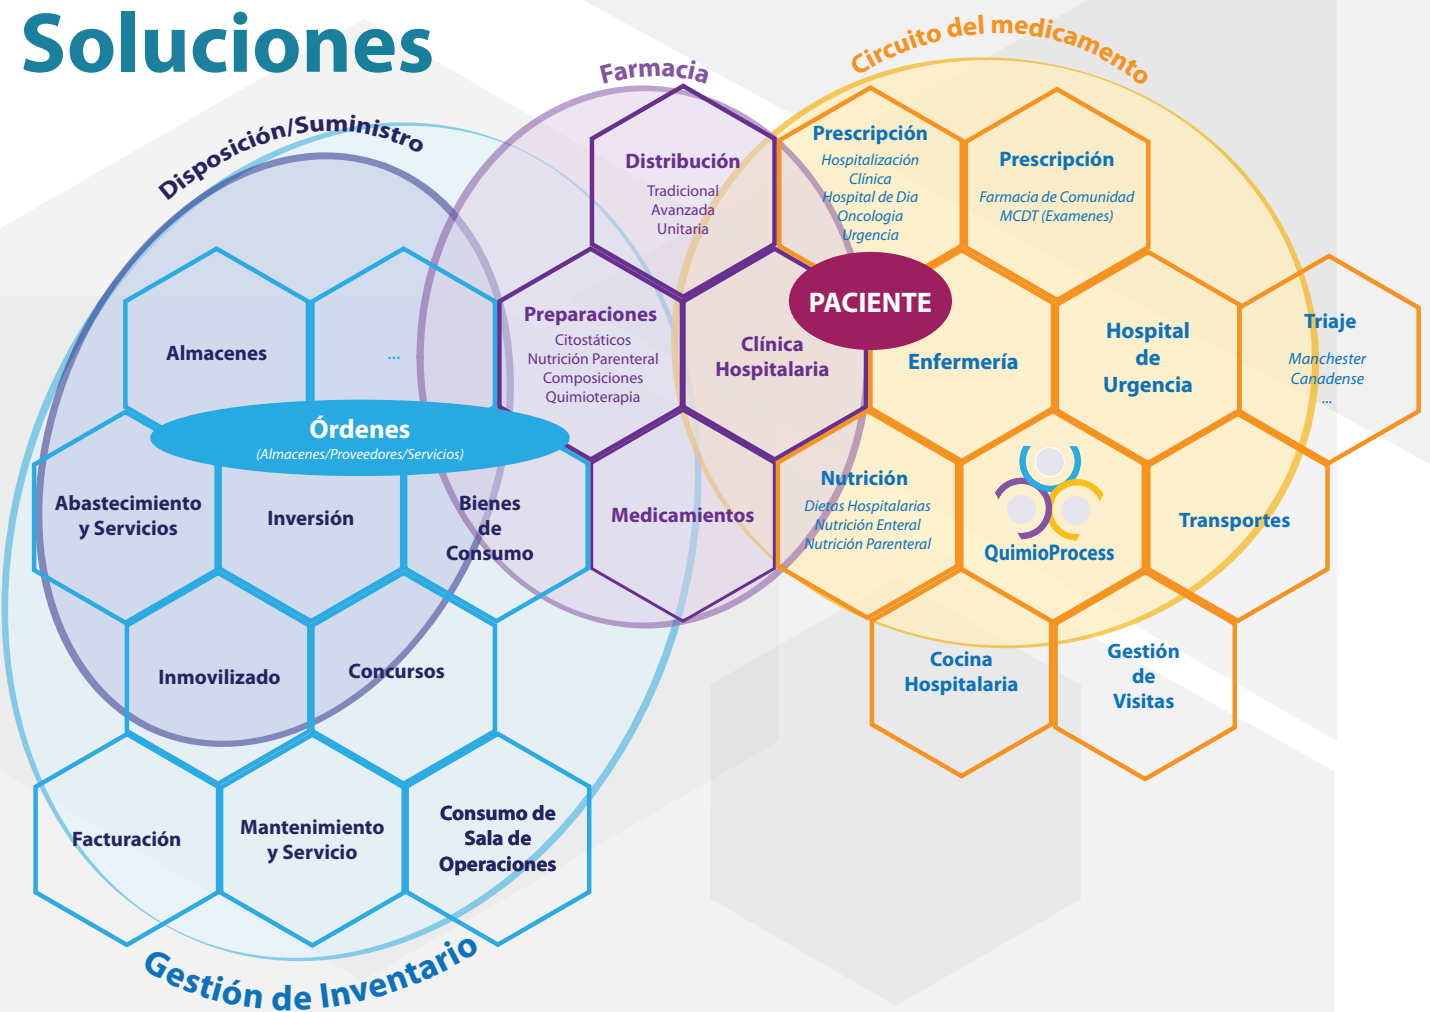 Soluciones
Disposición/Suministro
Farmacia
Circuito del medicamento
Distribución
Tradicional
Avanzada
Unitaria
Prescripción
Hospitalización
Clínica
Hospital de Dia
Oncologia
Urgencia
Prescripción
Farmacia de Comunidad
MCDT (Examenes)
PACIENTE
Almacenes
...
Preparaciones
Citostáticos
Nutrición Parenteral
Composiciones
Quimioterapia
Clínica
Hospitalaria
Enfermería
Hospital
de
Urgencia
Triaje
Manchester
Canadense
...
Órdenes
(Almacenes/Proveedores/Servicios)
Abastecimiento
y Servicios
Inversión
Bienes
de
Consumo
Medicamientos
Nutrición
Dietas Hospitalarias
Nutrición Enteral
Nutrición Parenteral
QuimioProcess
Transportes
Inmovilizado
Concursos
Cocina
Hospitalaria
Gestión
de
Visitas
Facturación
Mantenimiento
y Servicio
Consumo de
Sala de
Operaciones
Gestión de Inventario